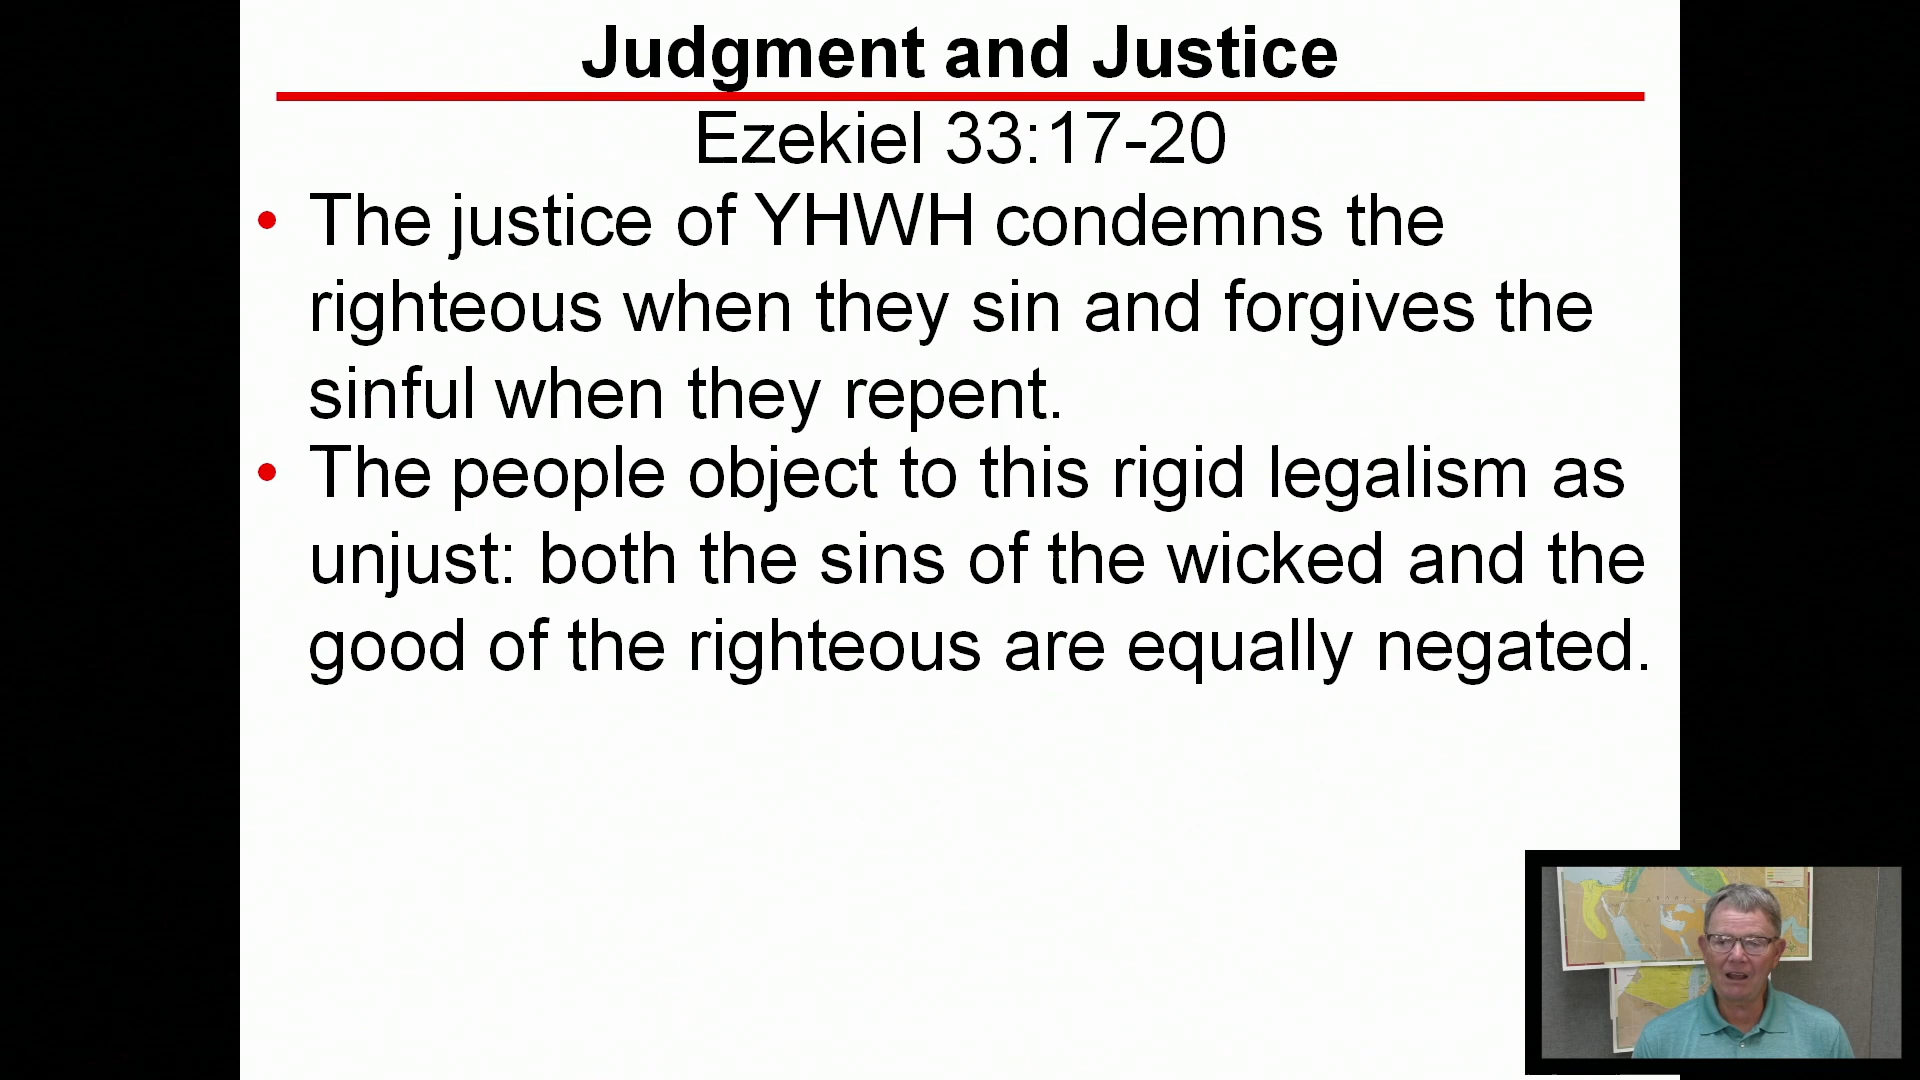 Judgment and Justice
Ezekiel 33:17-20
• The justice of YHWH condemns the
righteous when they sin and forgives the
sinful when they repent.
• The people object to this rigid legalism as
unjust: both the sins of the wicked and the
good of the righteous are equally negated.